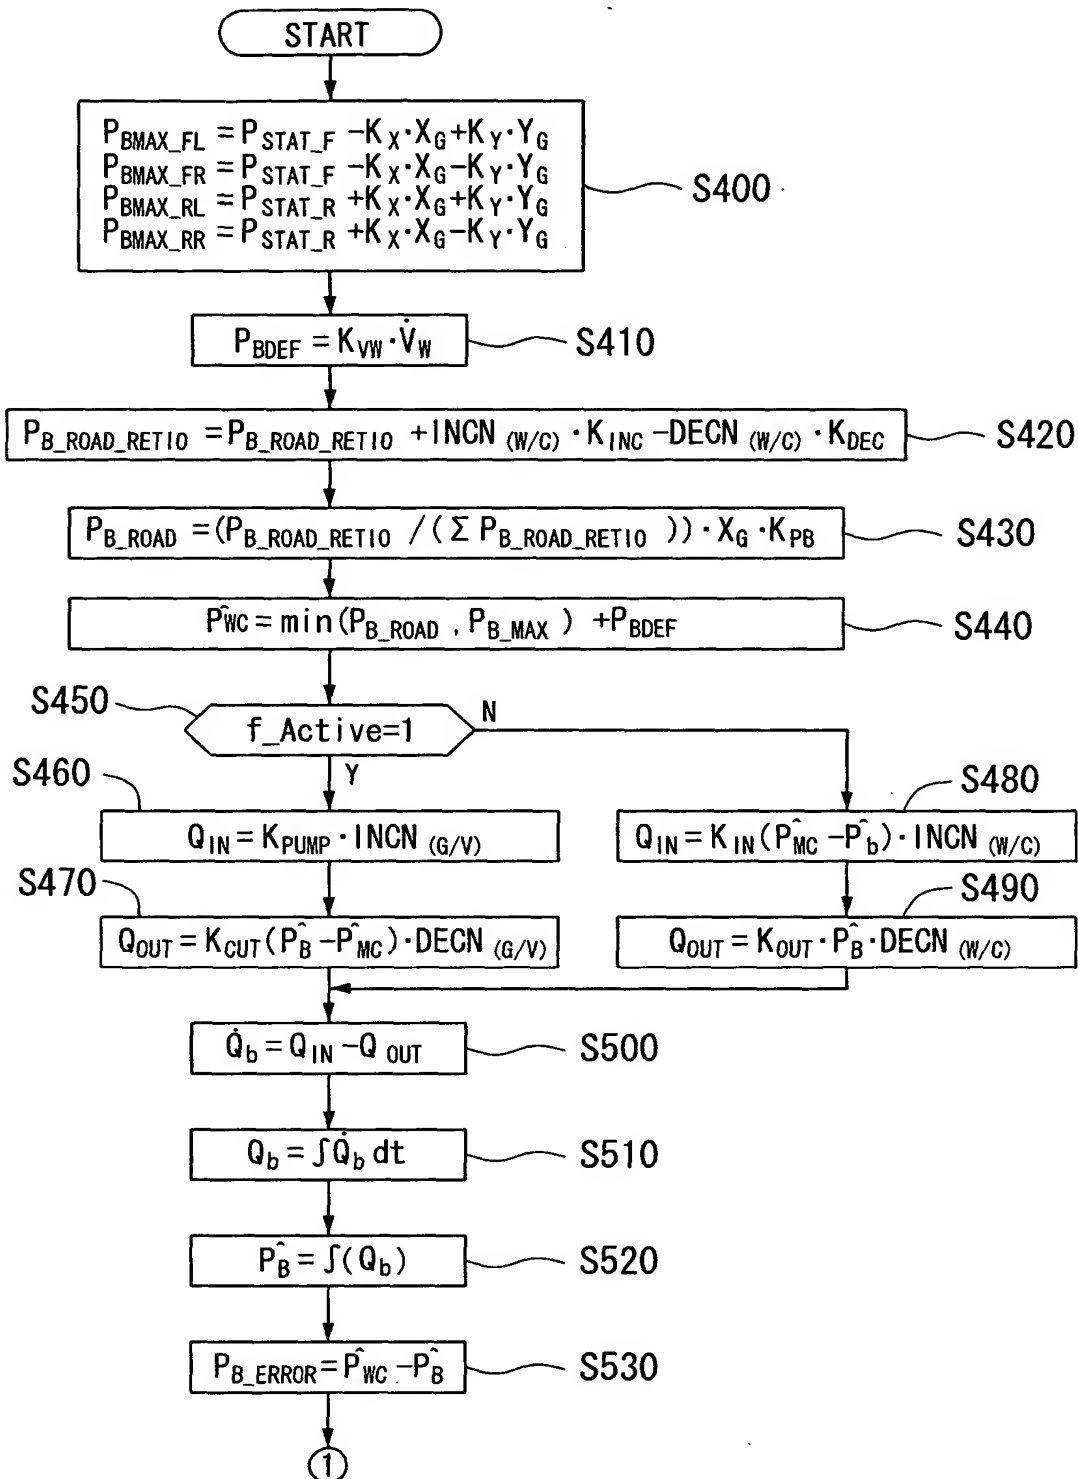 START
P_BMAX_FL = P_STAT_F −K_X・X_G+K_Y・Y_G
P_BMAX_FR = P_STAT_F −K_X・X_G−K_Y・Y_G
P_BMAX_RL = P_STAT_R +K_X・X_G+K_Y・Y_G
P_BMAX_RR = P_STAT_R +K_X・X_G−K_Y・Y_G
S400
P_BDEF = K_VW・V̇_W
S410
P_B_ROAD_RETIO = P_B_ROAD_RETIO +INCN (W/C)・K_INC −DECN (W/C)・K_DEC
S420
P_B_ROAD =(P_B_ROAD_RETIO /(Σ P_B_ROAD_RETIO ))・X_G・K_PB
S430
P̂_WC = min(P_B_ROAD , P_B_MAX ) +P_BDEF
S440
S450
f_Active=1
N
Y
S460
Q_IN = K_PUMP・INCN (G/V)
S480
Q_IN = K_IN(P̂_MC −P̂_b)・INCN (W/C)
S470
Q_OUT = K_CUT(P̂_B −P̂_MC)・DECN (G/V)
S490
Q_OUT = K_OUT・P̂_B・DECN (W/C)
Q̇_b = Q_IN −Q_OUT
S500
Q_b = ∫Q̇_b dt
S510
P̂_B = ∫(Q_b)
S520
P_B_ERROR = P̂_WC −P̂_B
S530
1